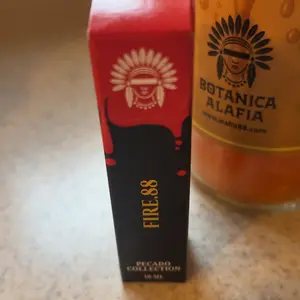 FIRE.88
PECADO
COLLECTION
BOTANICA
ALAFIA